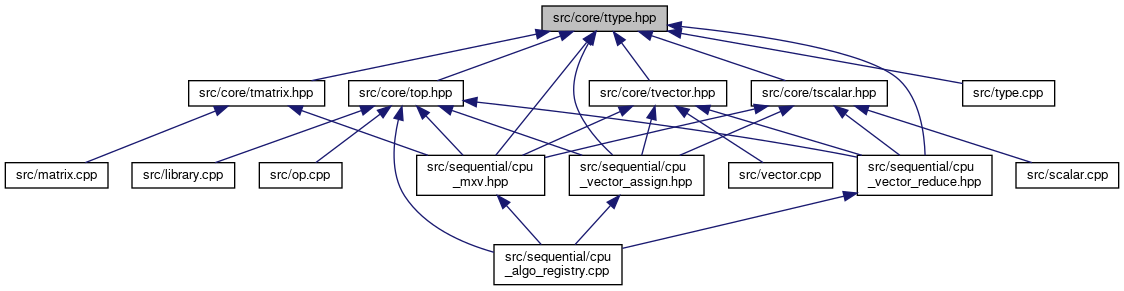 src/core/ttype.hpp
src/core/tmatrix.hpp
src/core/top.hpp
src/core/tvector.hpp
src/core/tscalar.hpp
src/type.cpp
src/matrix.cpp
src/library.cpp
src/op.cpp
src/sequential/cpu
_mxv.hpp
src/sequential/cpu
_vector_assign.hpp
src/vector.cpp
src/sequential/cpu
_vector_reduce.hpp
src/scalar.cpp
src/sequential/cpu
_algo_registry.cpp